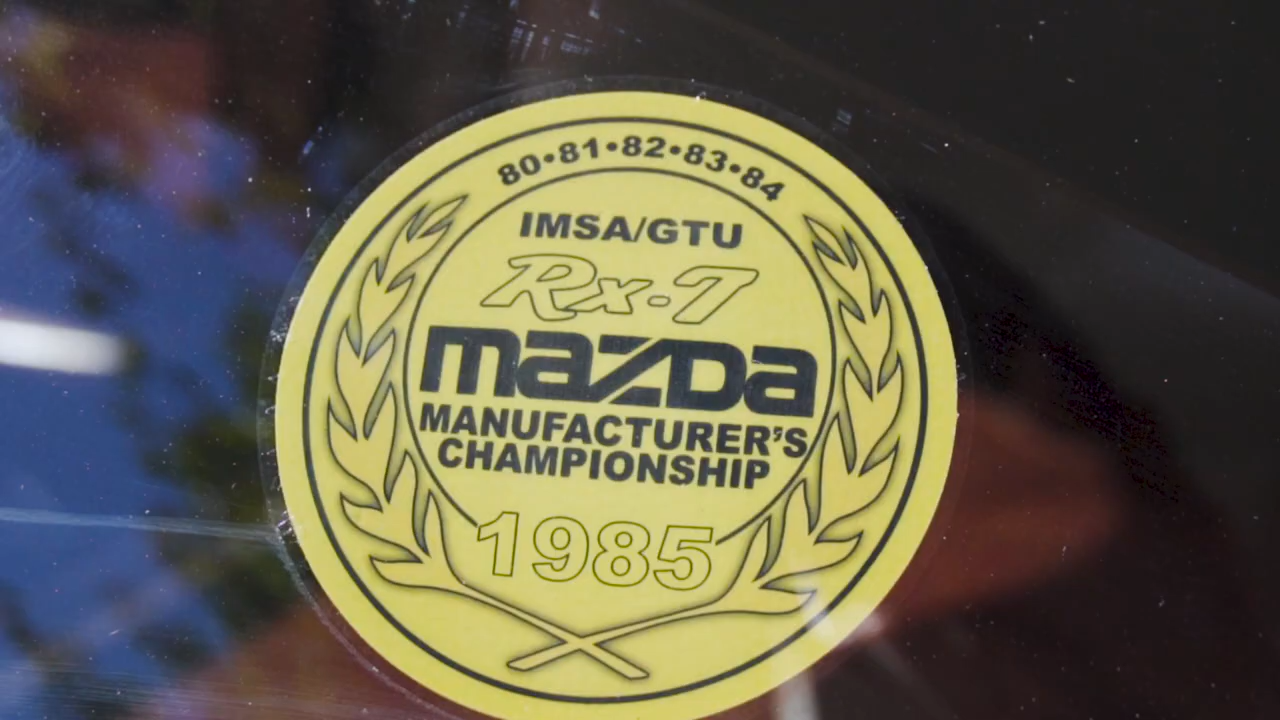 80•81•82•83•84
IMSA/GTU
Rx-7
mazda
MANUFACTURER'S
CHAMPIONSHIP
1985